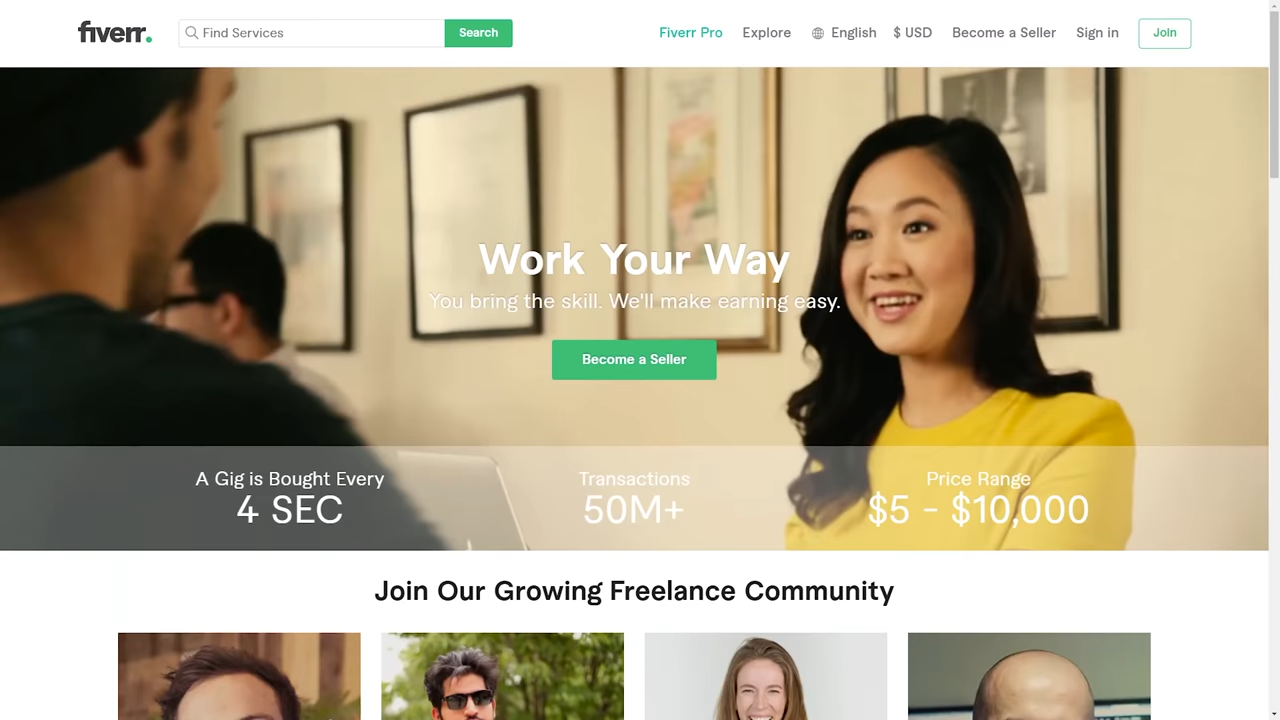 fiverr.
Find Services
Search
Fiverr Pro
Explore
English
$ USD
Become a Seller
Sign in
Join
Work Your Way
You bring the skill. We'll make earning easy.
Become a Seller
A Gig is Bought Every
4 SEC
Transactions
50M+
Price Range
$5 - $10,000
Join Our Growing Freelance Community